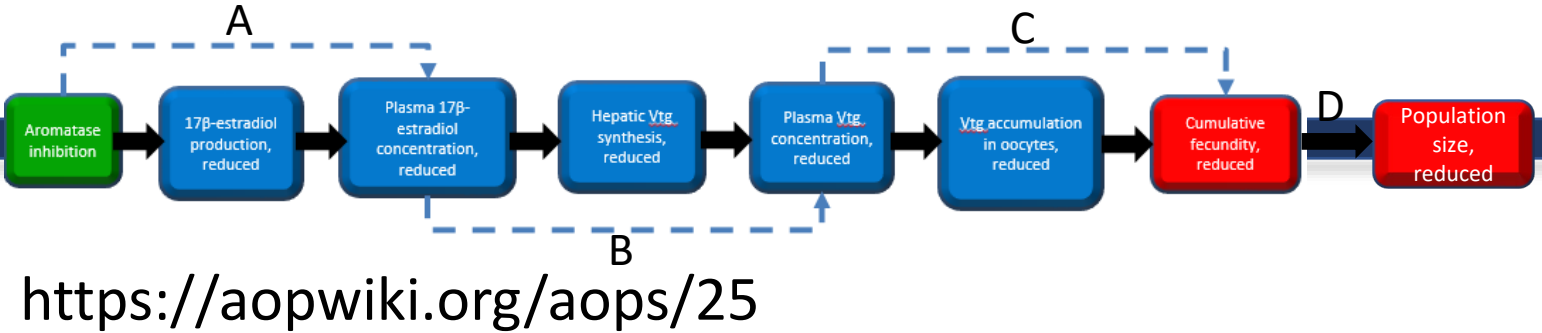 A
C
Aromatase
inhibition
17β-estradiol
production,
reduced
Plasma 17β-
estradiol
concentration,
reduced
Hepatic Vtg
synthesis,
reduced
Plasma Vtg
concentration,
reduced
Vtg accumulation
in oocytes,
reduced
Cumulative
fecundity,
reduced
D
Population
size,
reduced
B
https://aopwiki.org/aops/25